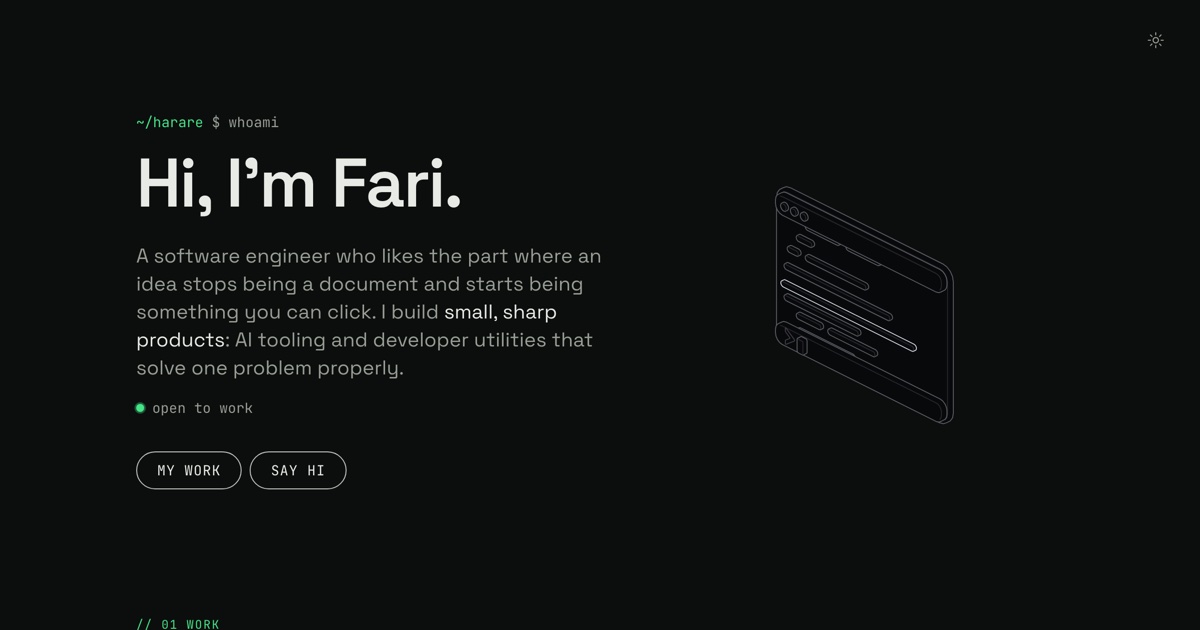 ~/harare $ whoami
Hi, I’m Fari.
A software engineer who likes the part where an
idea stops being a document and starts being
something you can click. I build small, sharp
products: AI tooling and developer utilities that
solve one problem properly.
open to work
MY WORK
SAY HI
// 01 WORK